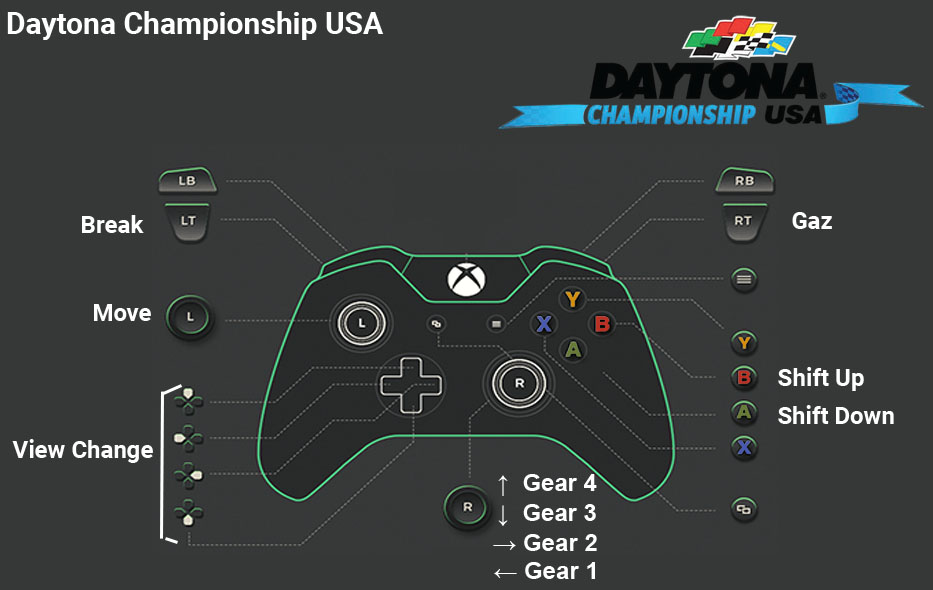 Daytona Championship USA
DAYTONA
CHAMPIONSHIP USA
LB
RB
LT
RT
Break
Gaz
Move
L
L
Y
X
B
A
R
Y
B
Shift Up
A
Shift Down
X
View Change
R
↑ Gear 4
↓ Gear 3
→ Gear 2
← Gear 1